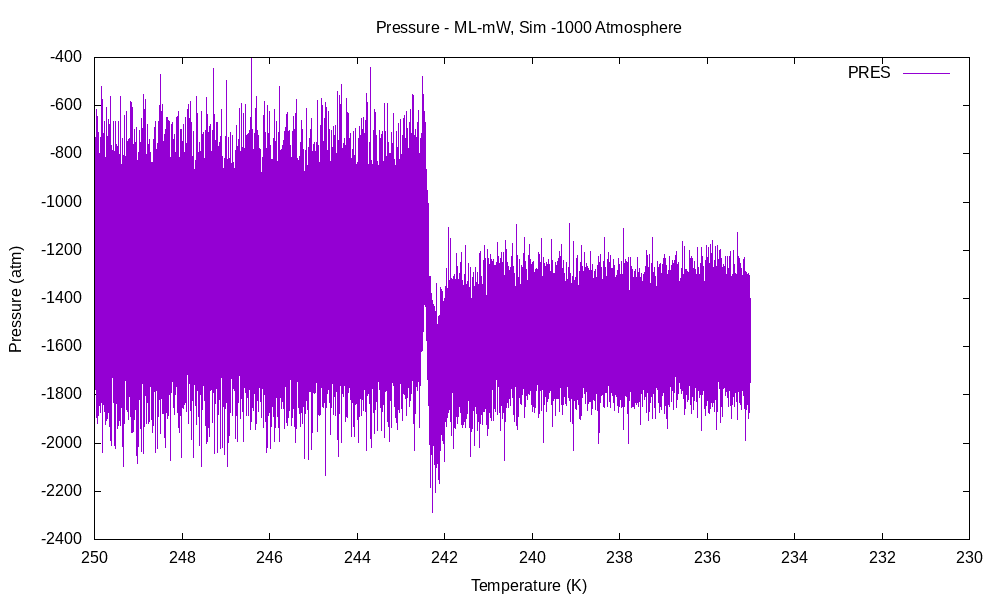 Pressure - ML-mW, Sim -1000 Atmosphere
PRES
-400
-600
-800
-1000
-1200
-1400
-1600
-1800
-2000
-2200
-2400
Pressure (atm)
250 248 246 244 242 240 238 236 234 232 230
Temperature (K)